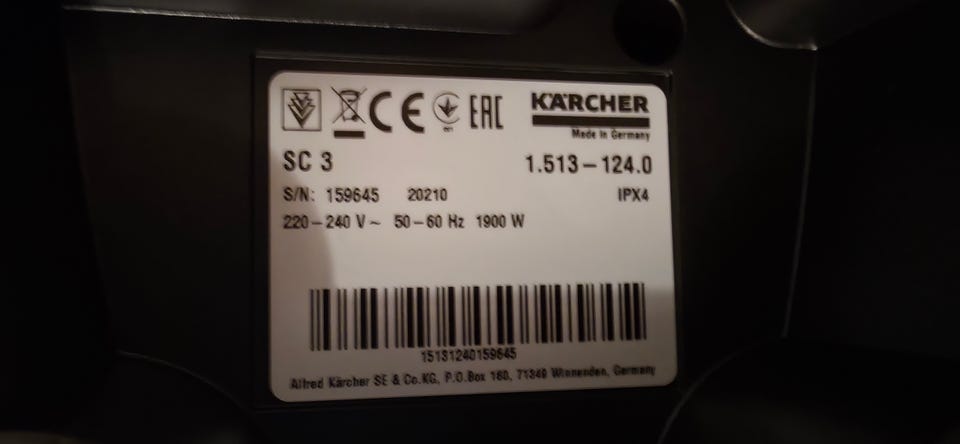 CE EAC KÄRCHER
Made in Germany
SC 3 1.513-124.0
S/N: 159645 20210 IPX4
220-240 V~ 50-60 Hz 1900 W
15131240159645
Alfred Kärcher SE & Co.KG, P.O.Box 160, 71349 Winnenden, Germany